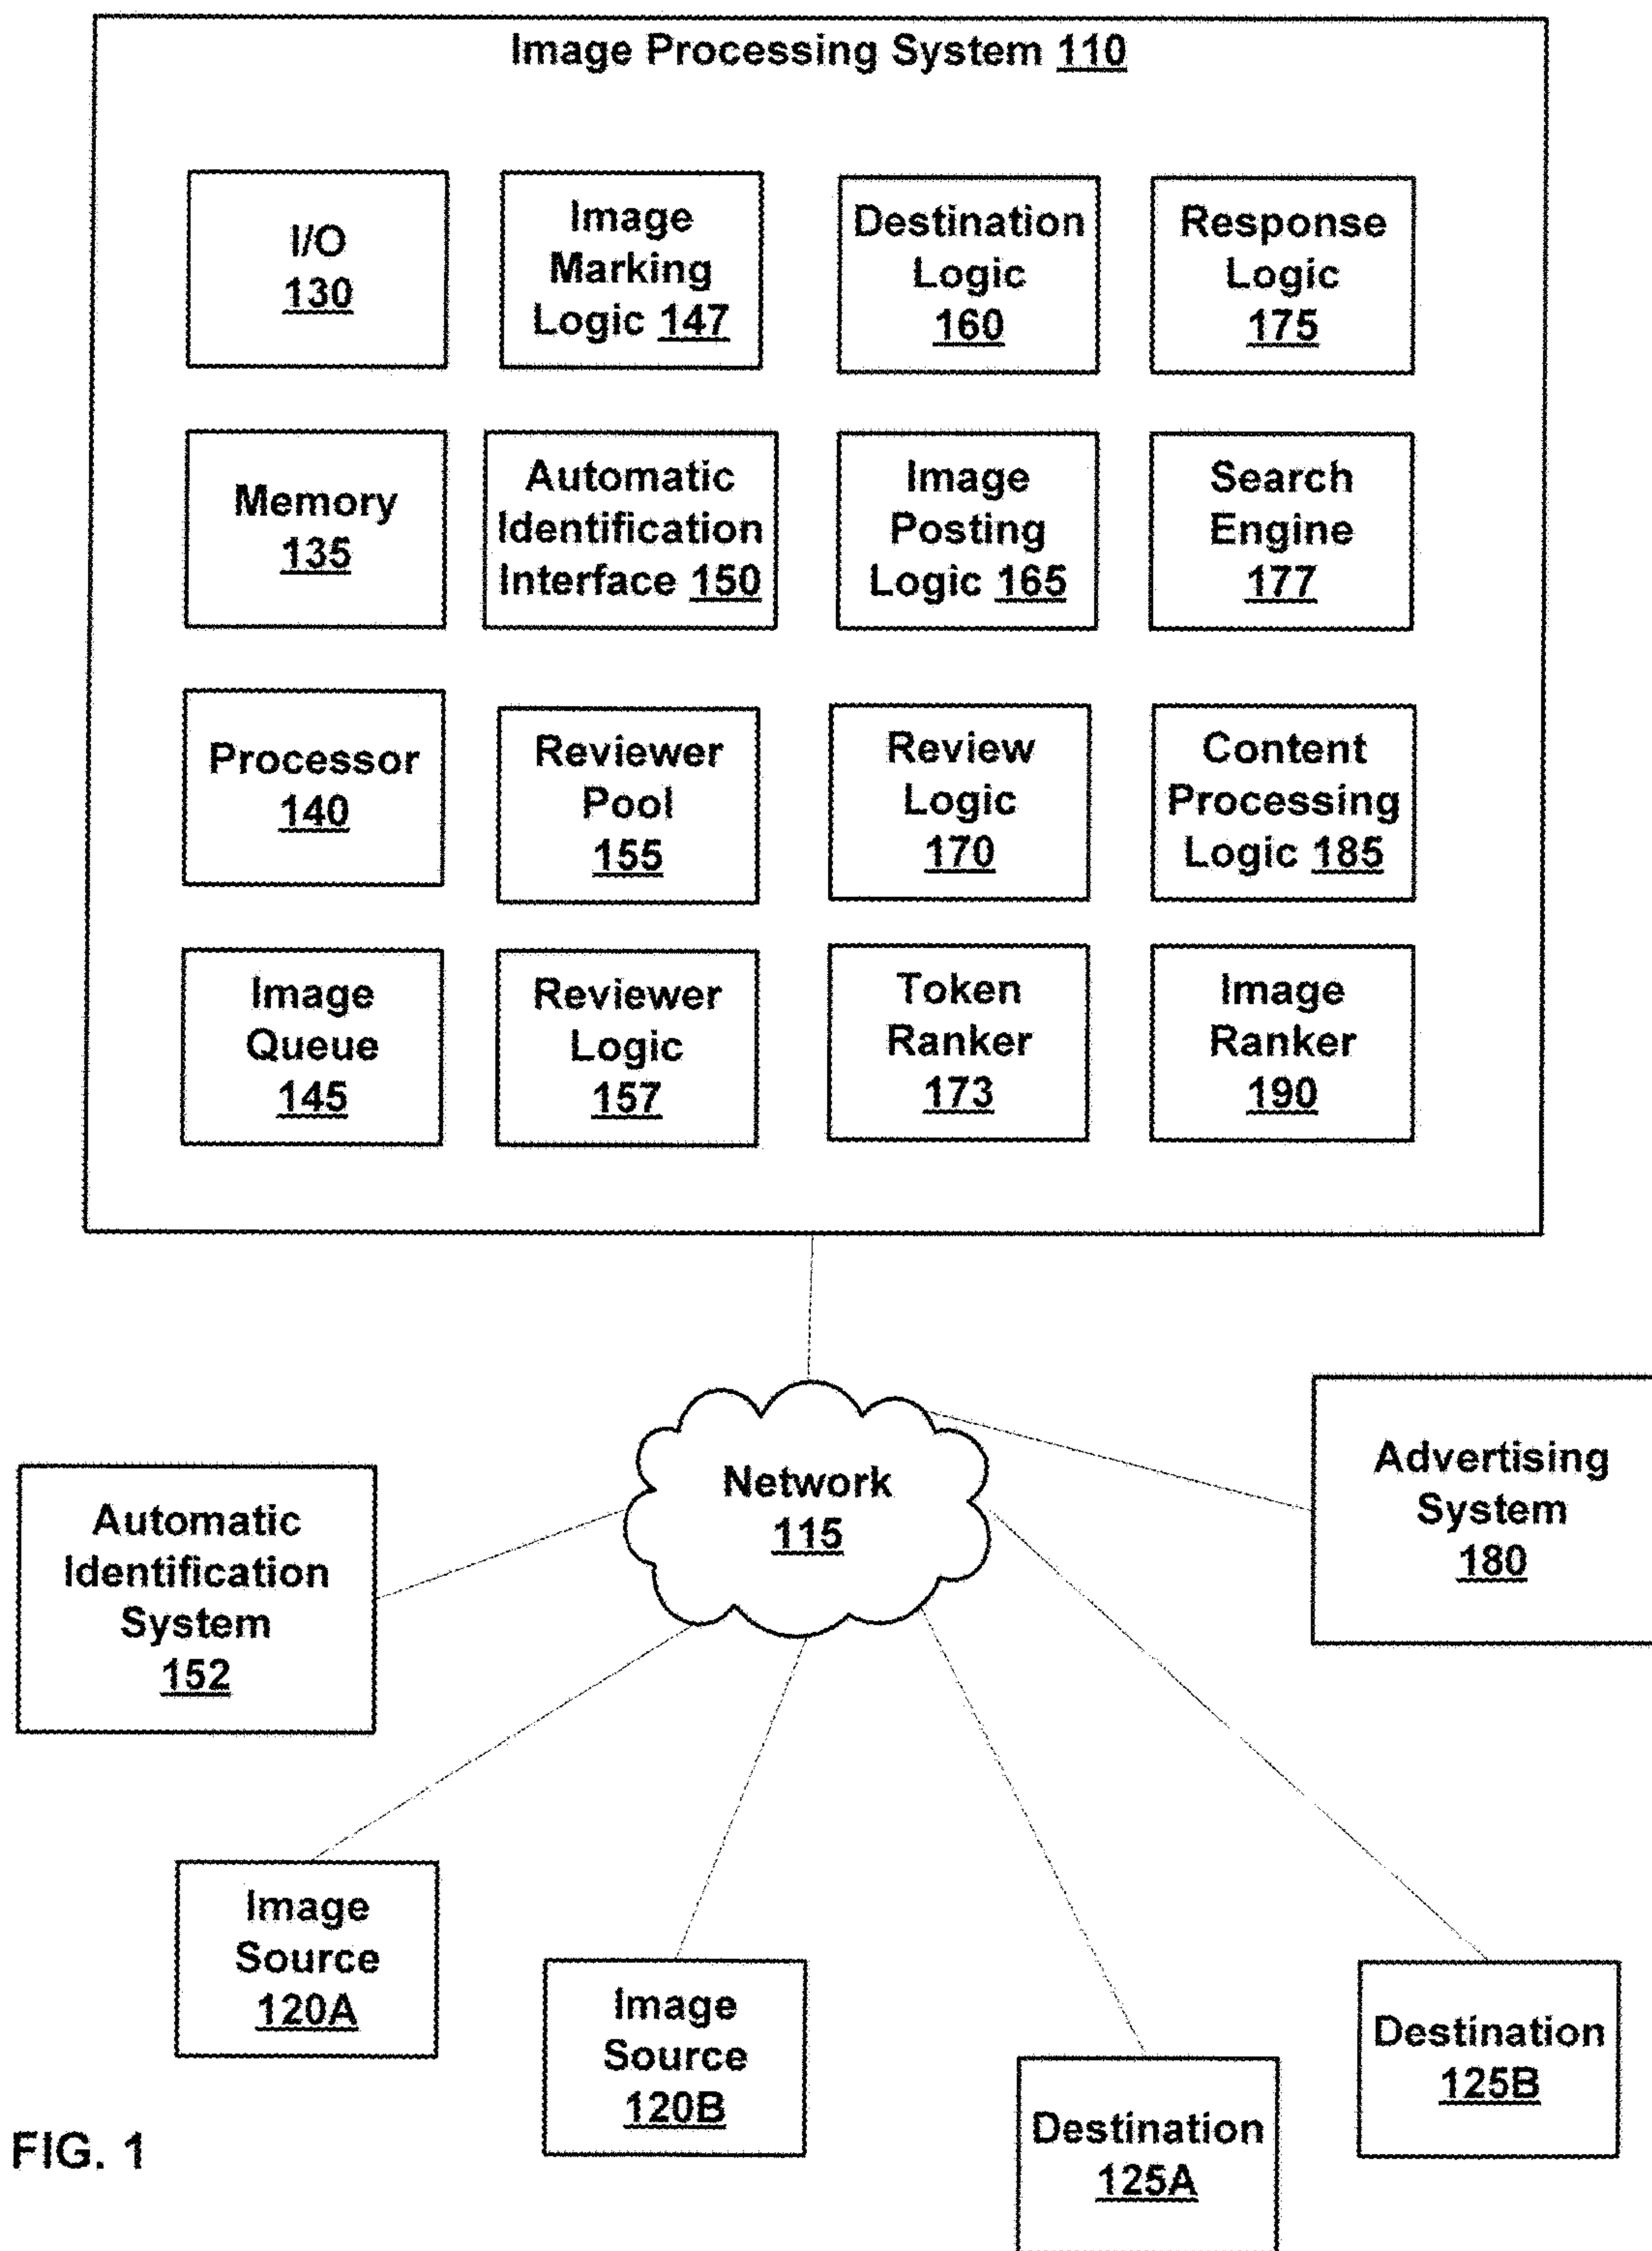 Image Processing System 110
I/O
130
Image
Marking
Logic 147
Destination
Logic
160
Response
Logic
175
Memory
135
Automatic
Identification
Interface 150
Image
Posting
Logic 165
Search
Engine
177
Processor
140
Reviewer
Pool
155
Review
Logic
170
Content
Processing
Logic 185
Image
Queue
145
Reviewer
Logic
157
Token
Ranker
173
Image
Ranker
190
Network
115
Advertising
System
180
Automatic
Identification
System
152
Image
Source
120A
Image
Source
120B
Destination
125A
Destination
125B
FIG. 1